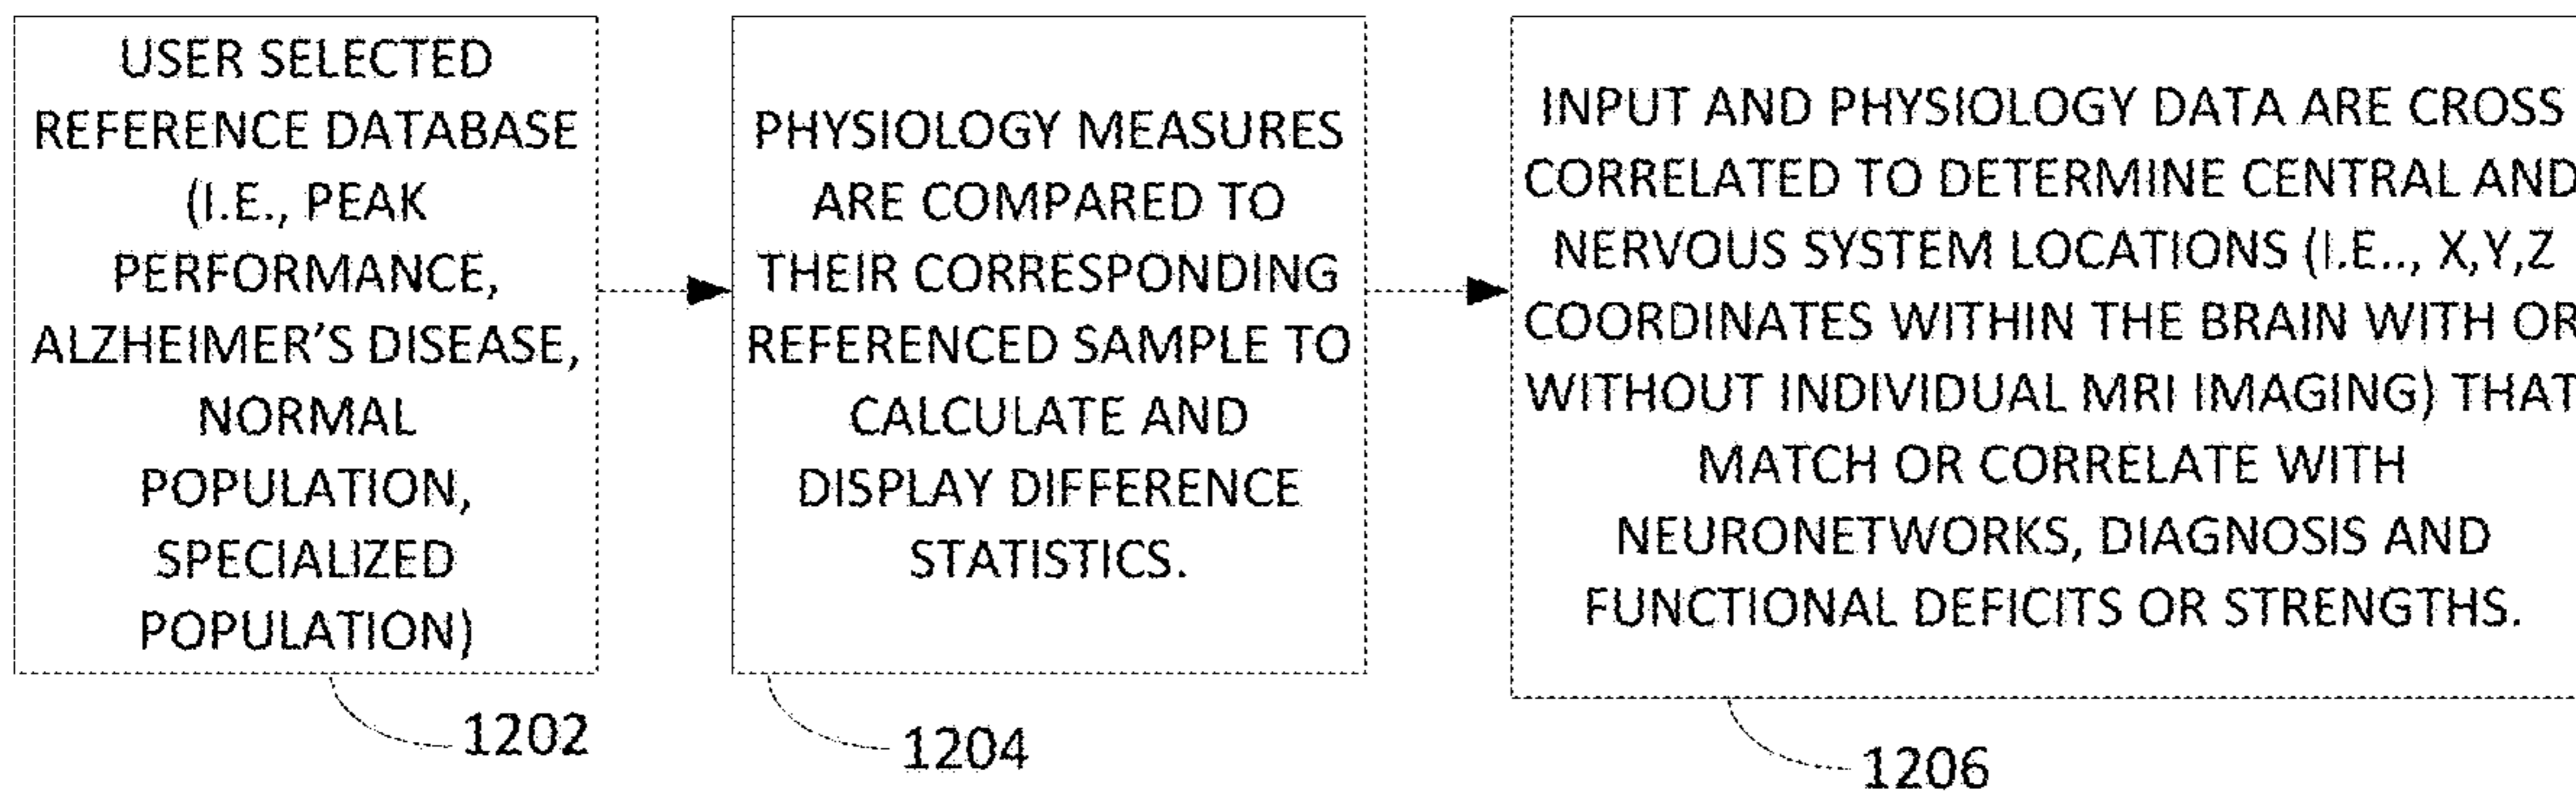 USER SELECTED
REFERENCE DATABASE
(I.E., PEAK
PERFORMANCE,
ALZHEIMER'S DISEASE,
NORMAL
POPULATION,
SPECIALIZED
POPULATION)
1202
PHYSIOLOGY MEASURES
ARE COMPARED TO
THEIR CORRESPONDING
REFERENCED SAMPLE TO
CALCULATE AND
DISPLAY DIFFERENCE
STATISTICS.
1204
INPUT AND PHYSIOLOGY DATA ARE CROSS
CORRELATED TO DETERMINE CENTRAL AND
NERVOUS SYSTEM LOCATIONS (I.E.., X,Y,Z
COORDINATES WITHIN THE BRAIN WITH OR
WITHOUT INDIVIDUAL MRI IMAGING) THAT
MATCH OR CORRELATE WITH
NEURONETWORKS, DIAGNOSIS AND
FUNCTIONAL DEFICITS OR STRENGTHS.
1206